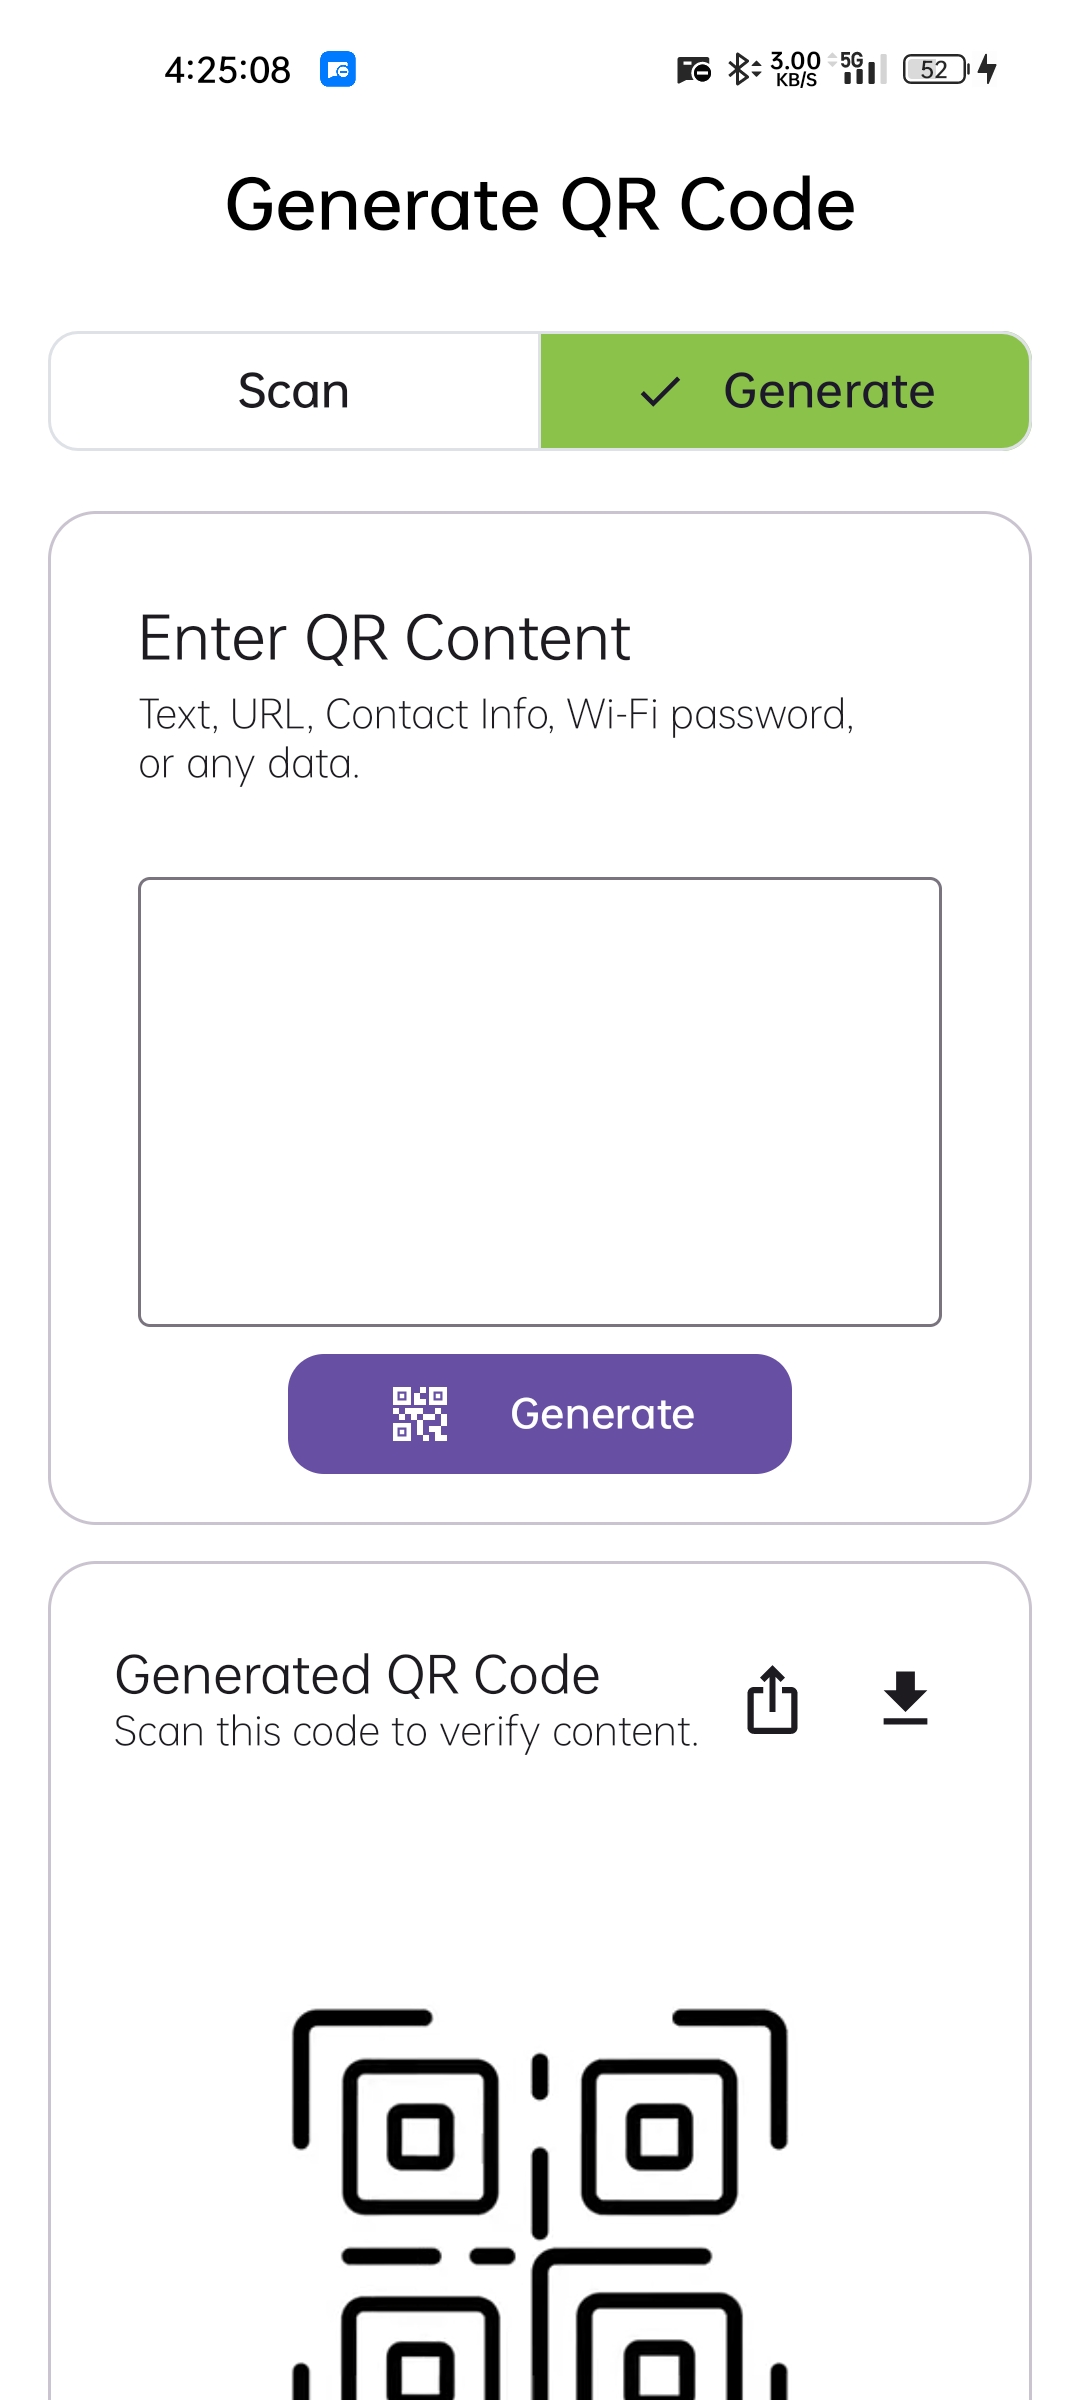 4:25:08
3.00
KB/S
5G
52
Generate QR Code
Scan
Generate
Enter QR Content
Text, URL, Contact Info, Wi-Fi password,
or any data.
Generate
Generated QR Code
Scan this code to verify content.